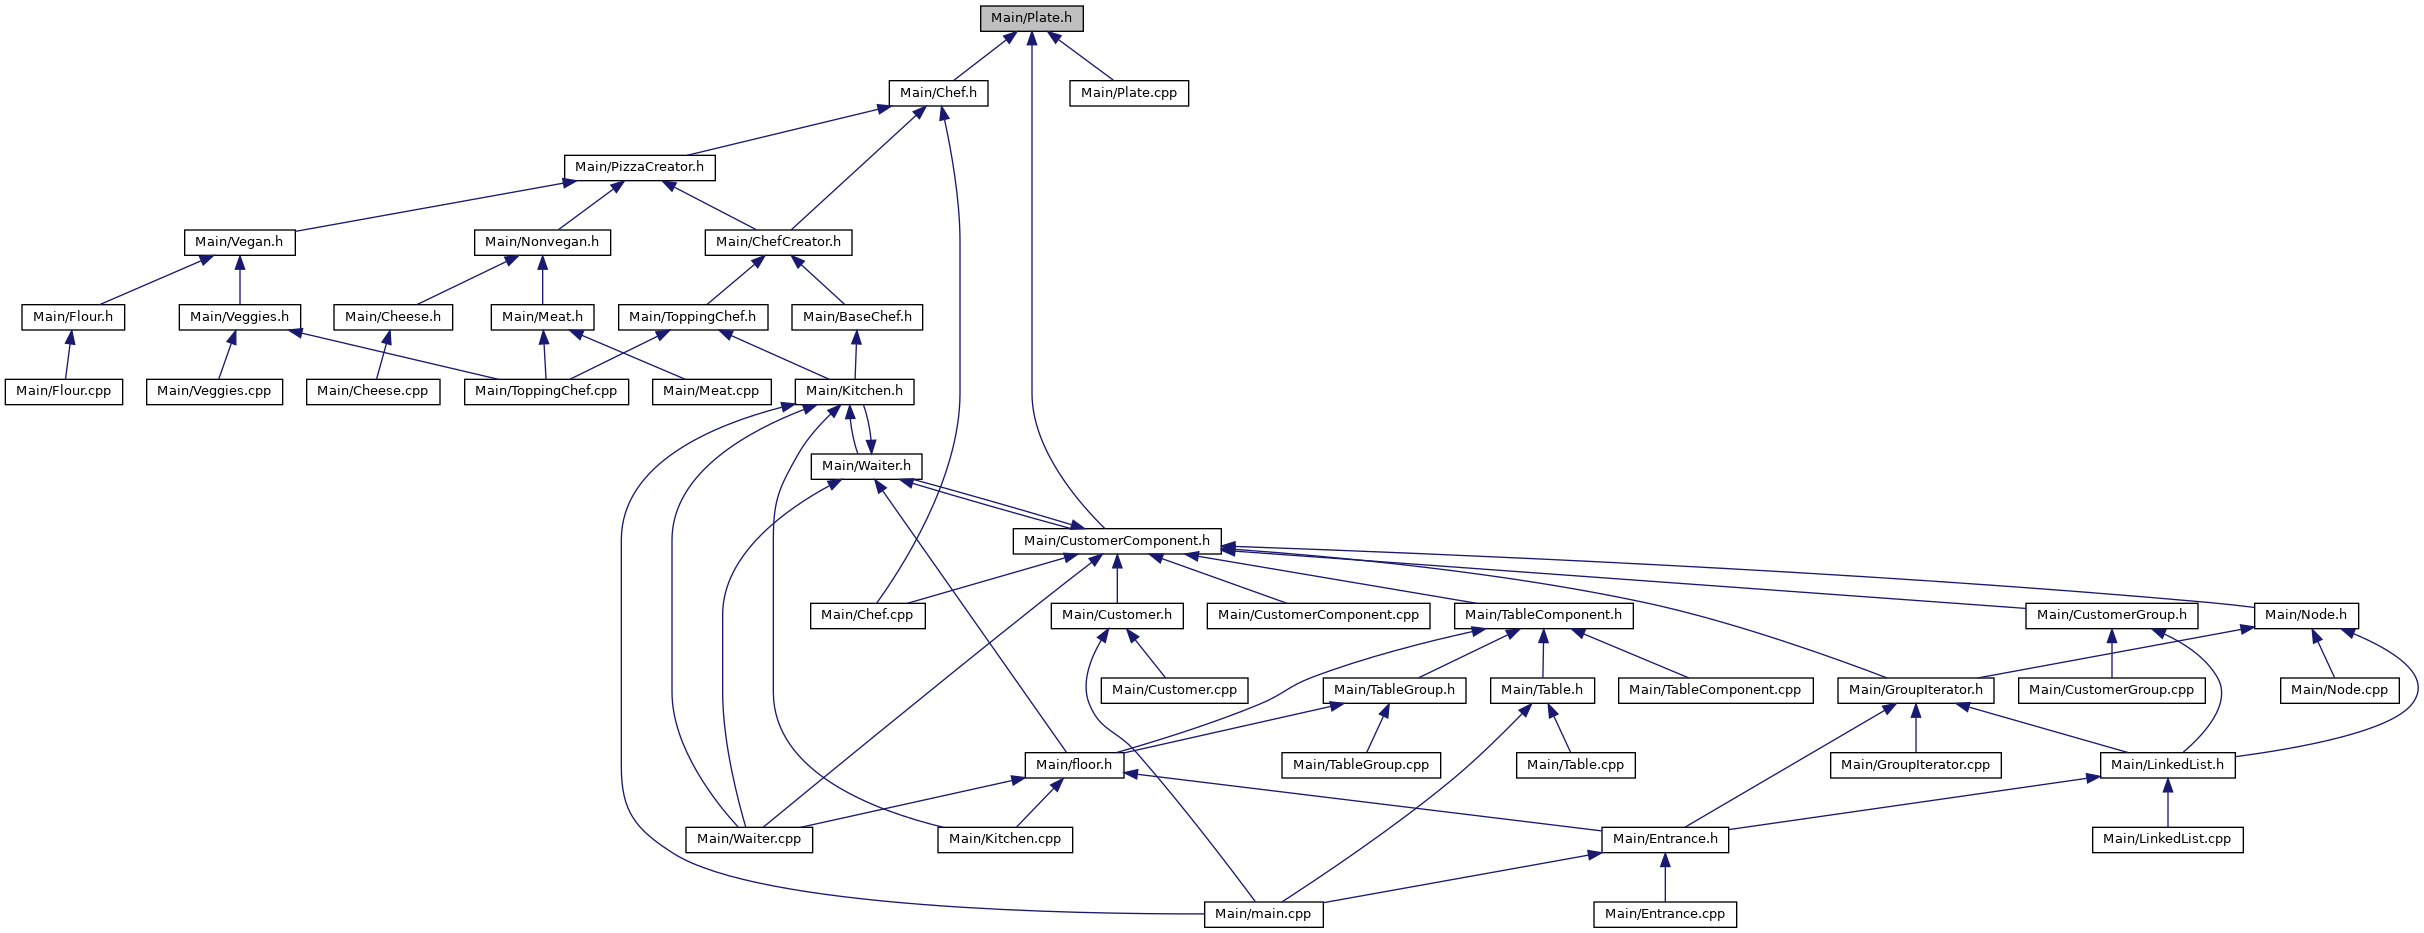 Main/Plate.h
Main/Chef.h
Main/Plate.cpp
Main/PizzaCreator.h
Main/Vegan.h
Main/Nonvegan.h
Main/ChefCreator.h
Main/Flour.h
Main/Veggies.h
Main/Cheese.h
Main/Meat.h
Main/ToppingChef.h
Main/BaseChef.h
Main/Flour.cpp
Main/Veggies.cpp
Main/Cheese.cpp
Main/ToppingChef.cpp
Main/Meat.cpp
Main/Kitchen.h
Main/Waiter.h
Main/CustomerComponent.h
Main/Chef.cpp
Main/Customer.h
Main/CustomerComponent.cpp
Main/TableComponent.h
Main/CustomerGroup.h
Main/Node.h
Main/Customer.cpp
Main/TableGroup.h
Main/Table.h
Main/TableComponent.cpp
Main/GroupIterator.h
Main/CustomerGroup.cpp
Main/Node.cpp
Main/floor.h
Main/TableGroup.cpp
Main/Table.cpp
Main/GroupIterator.cpp
Main/LinkedList.h
Main/Waiter.cpp
Main/Kitchen.cpp
Main/Entrance.h
Main/LinkedList.cpp
Main/main.cpp
Main/Entrance.cpp